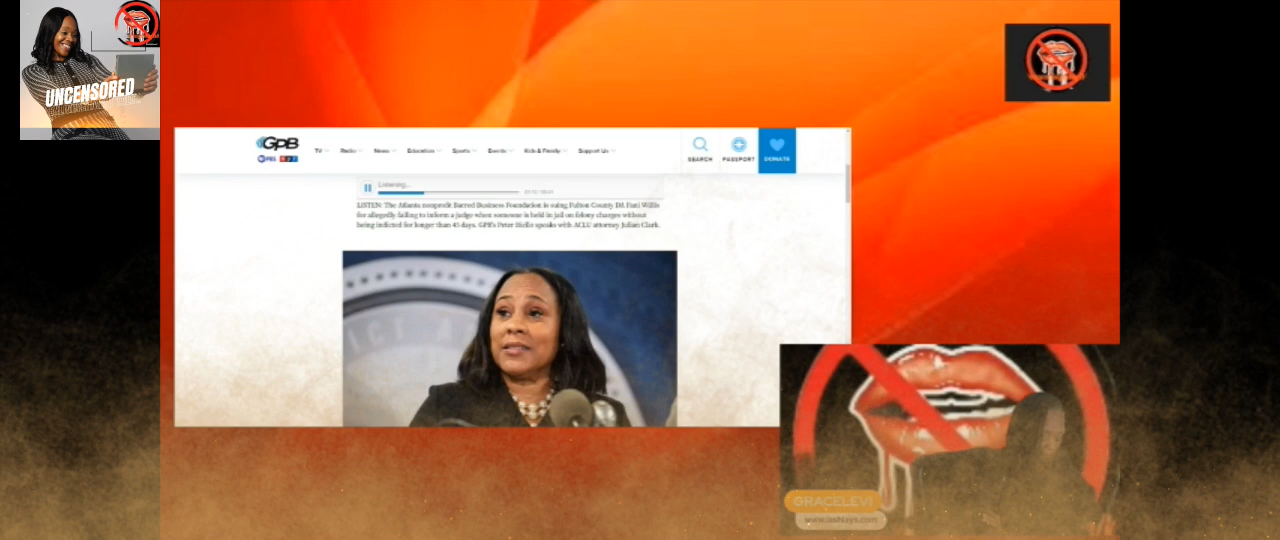 UNCENSORED
GPB
PBS
TV Radio News Education Sports Events Kids & Family Support Us
SEARCH PASSPORT DONATE
Listening...
LISTEN: The Atlanta nonprofit Barred Business Foundation is suing Fulton County DA Fani Willis
for allegedly failing to inform a judge when someone is held in jail on felony charges without
being indicted for longer than 45 days. GPB's Peter Biello speaks with ACLU attorney
GRACELEVI